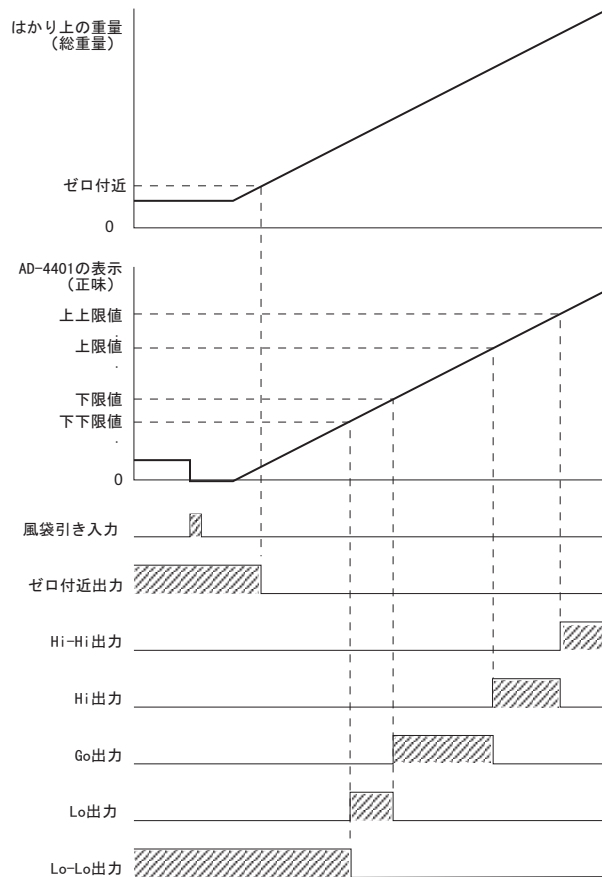 はかり上の重量
（総重量）
ゼロ付近
0
AD-4401の表示
（正味）
上上限値
上限値
下限値
下下限値
0
風袋引き入力
ゼロ付近出力
Hi-Hi出力
Hi出力
Go出力
Lo出力
Lo-Lo出力